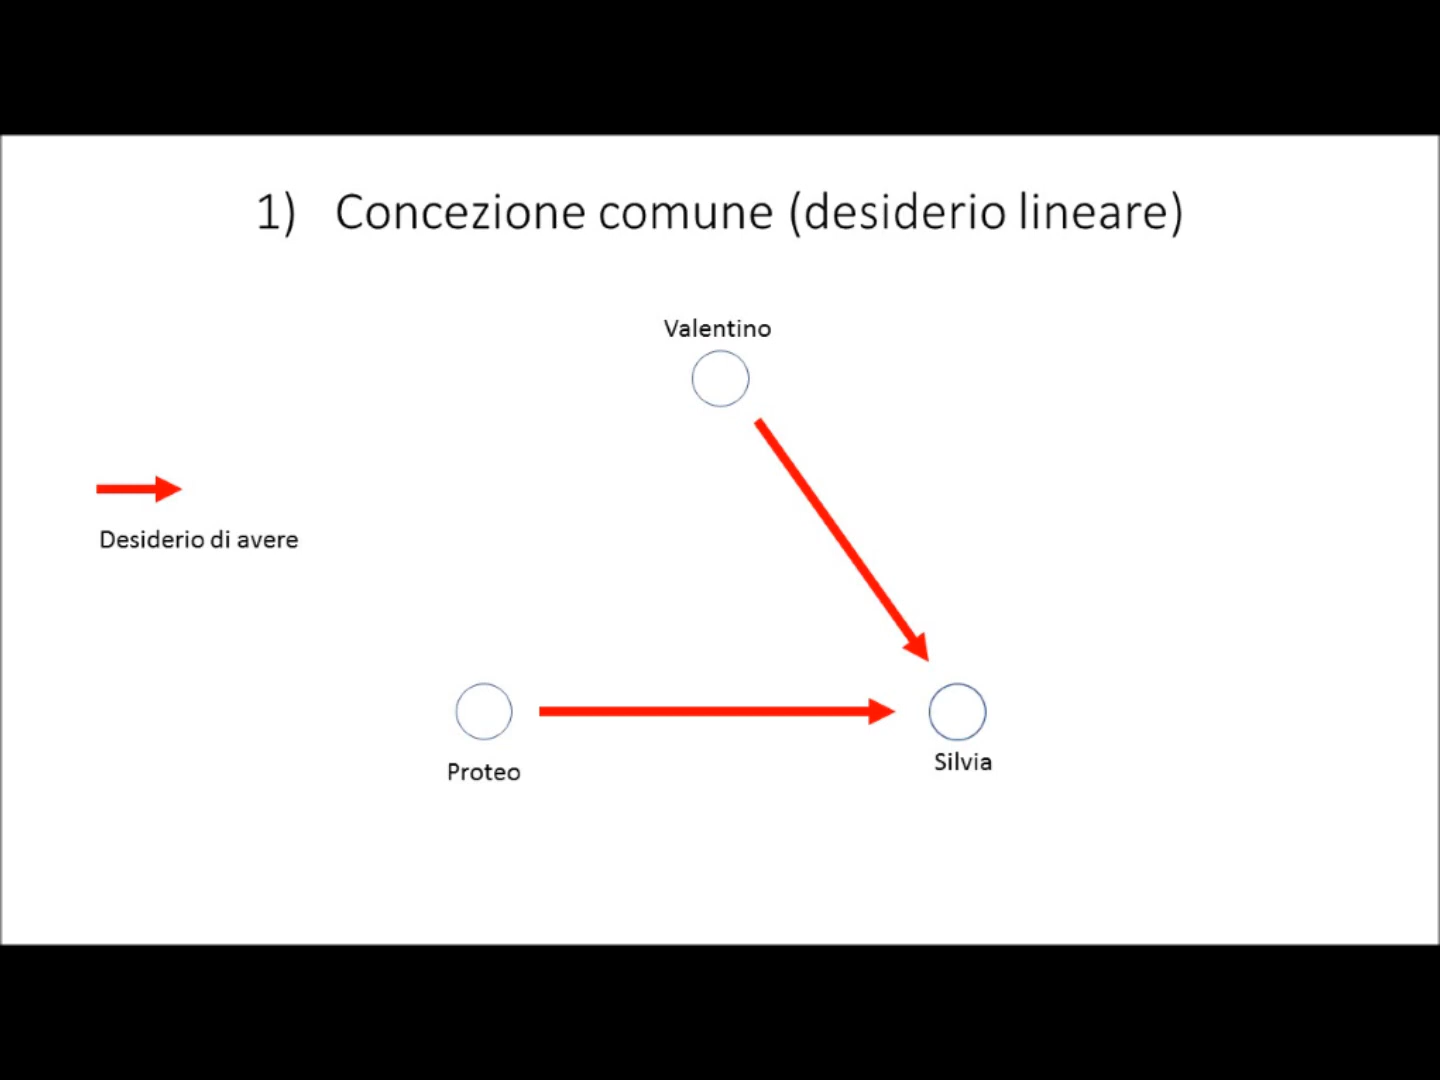 1) Concezione comune (desiderio lineare)
Valentino
Desiderio di avere
Proteo
Silvia